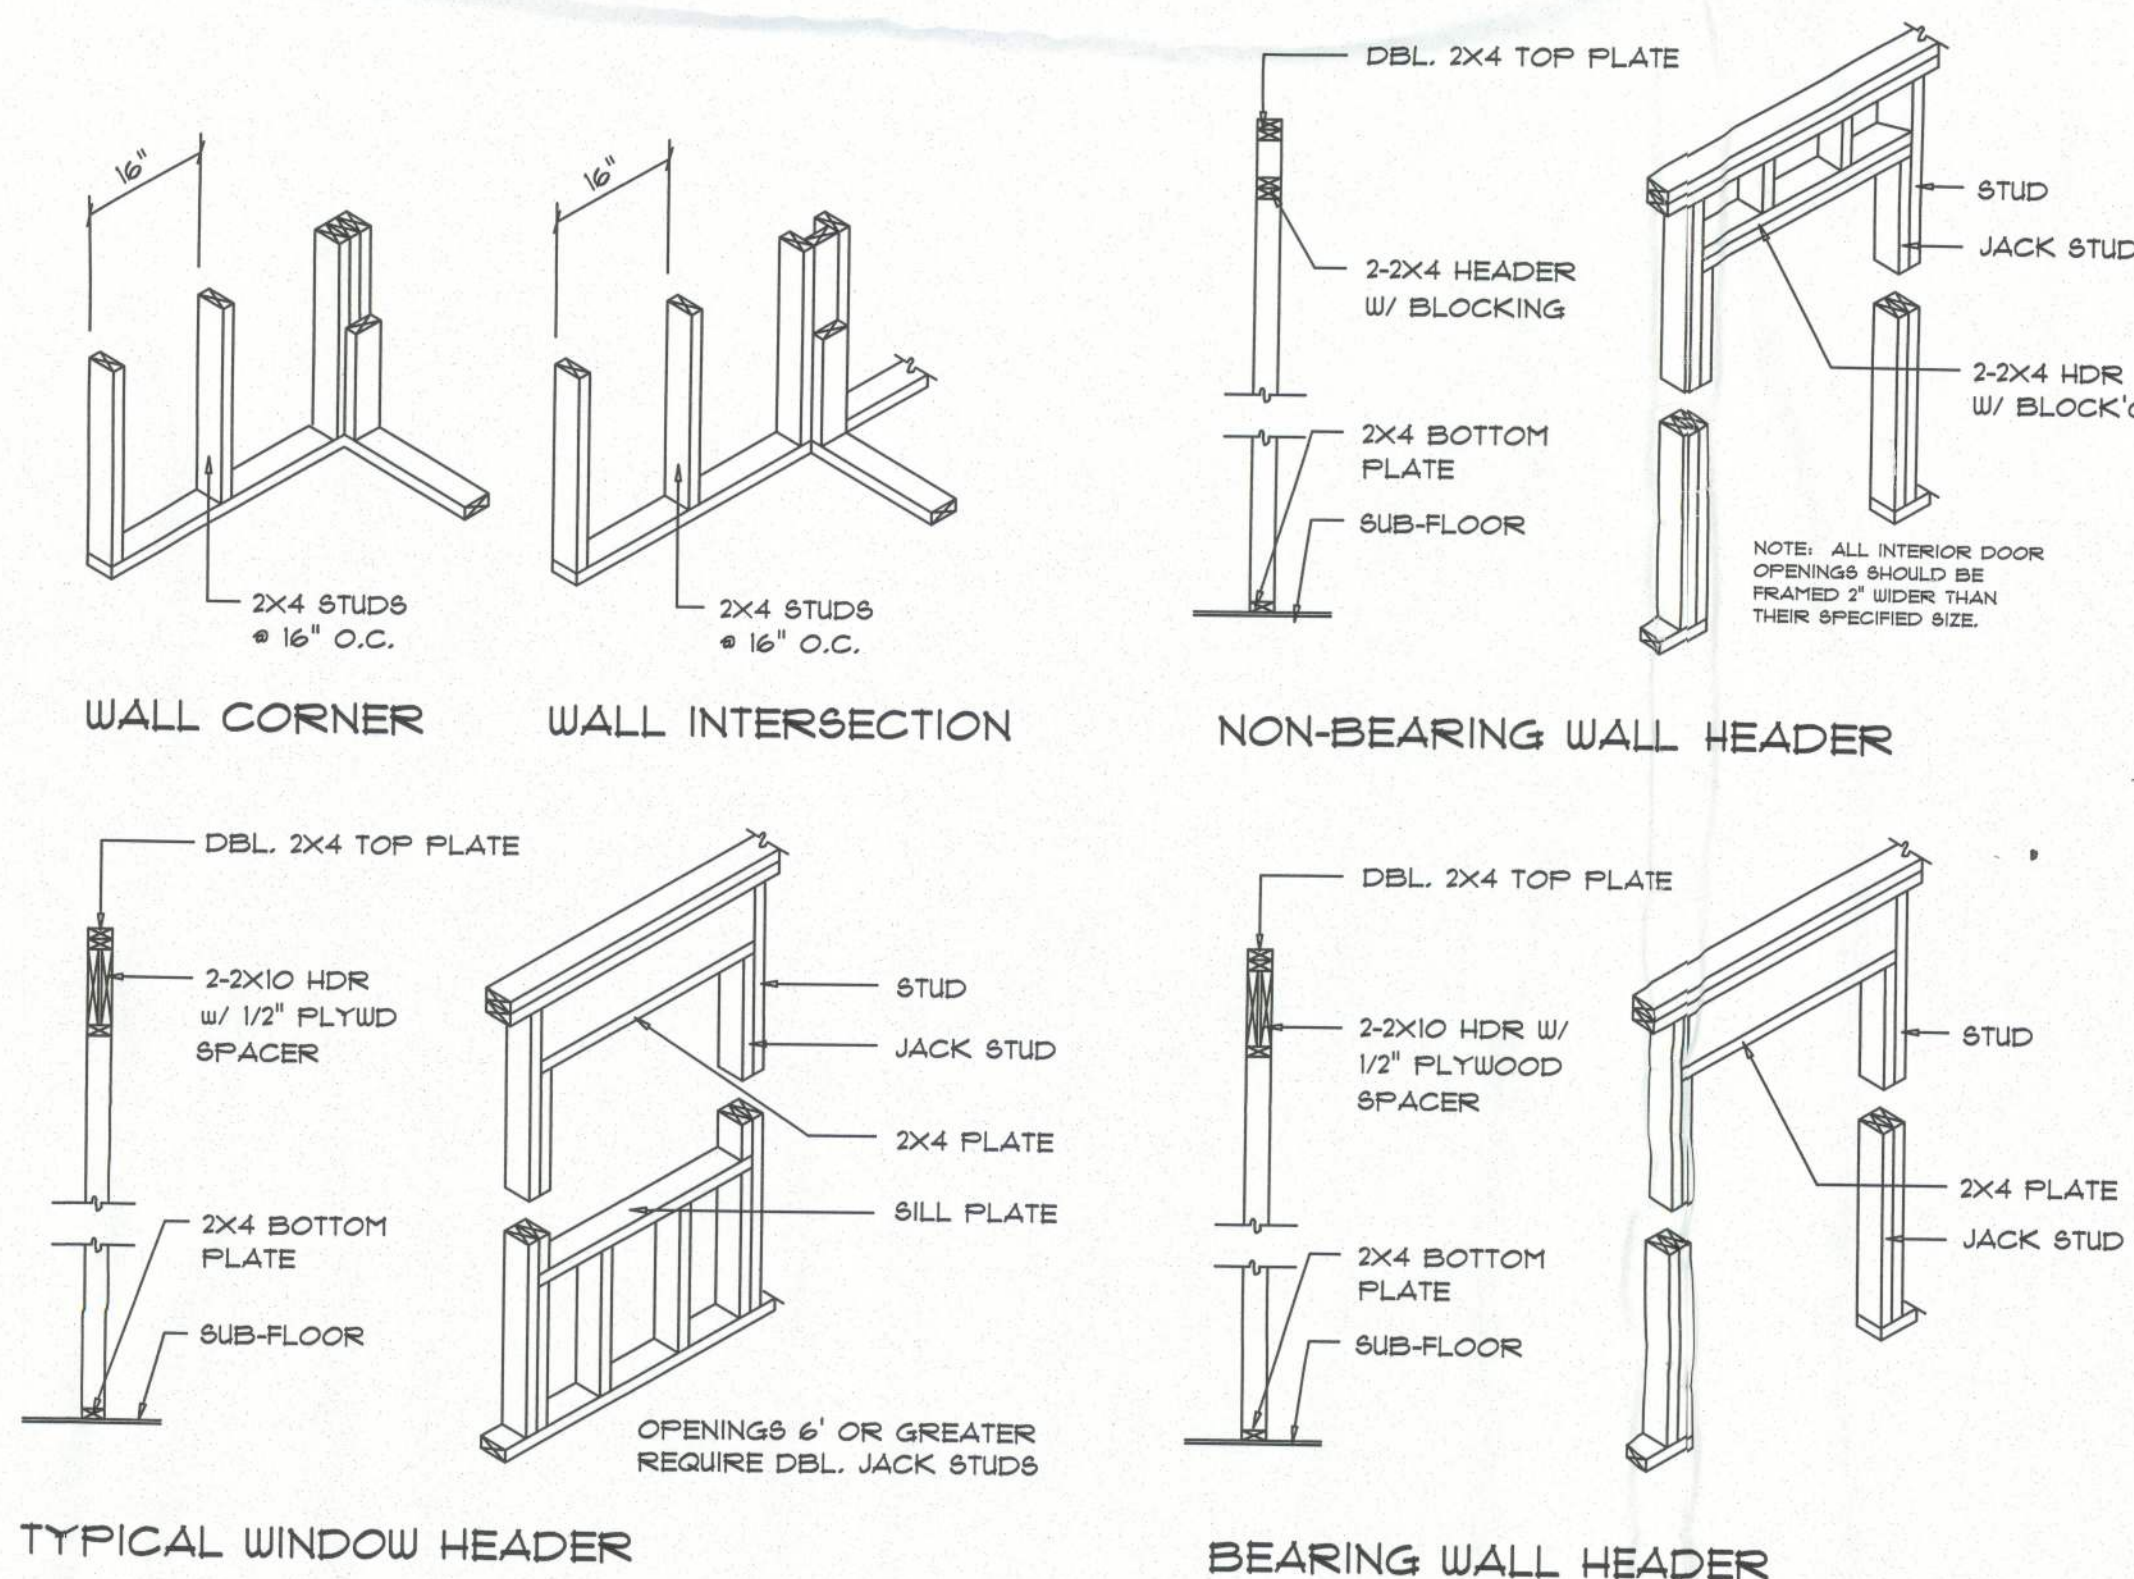 16"
2X4 STUDS
@ 16" O.C.
WALL CORNER
16"
2X4 STUDS
@ 16" O.C.
WALL INTERSECTION
DBL. 2X4 TOP PLATE
2-2X4 HEADER
W/ BLOCKING
2X4 BOTTOM
PLATE
SUB-FLOOR
STUD
JACK STUD
2-2X4 HDR
W/ BLOCK'
NOTE: ALL INTERIOR DOOR
OPENINGS SHOULD BE
FRAMED 2" WIDER THAN
THEIR SPECIFIED SIZE.
NON-BEARING WALL HEADER
DBL. 2X4 TOP PLATE
2-2X10 HDR
W/ 1/2" PLYWD
SPACER
2X4 BOTTOM
PLATE
SUB-FLOOR
STUD
JACK STUD
2X4 PLATE
SILL PLATE
OPENINGS 6' OR GREATER
REQUIRE DBL. JACK STUDS
TYPICAL WINDOW HEADER
DBL. 2X4 TOP PLATE
2-2X10 HDR W/
1/2" PLYWOOD
SPACER
2X4 BOTTOM
PLATE
SUB-FLOOR
STUD
2X4 PLATE
JACK STUD
BEARING WALL HEADER